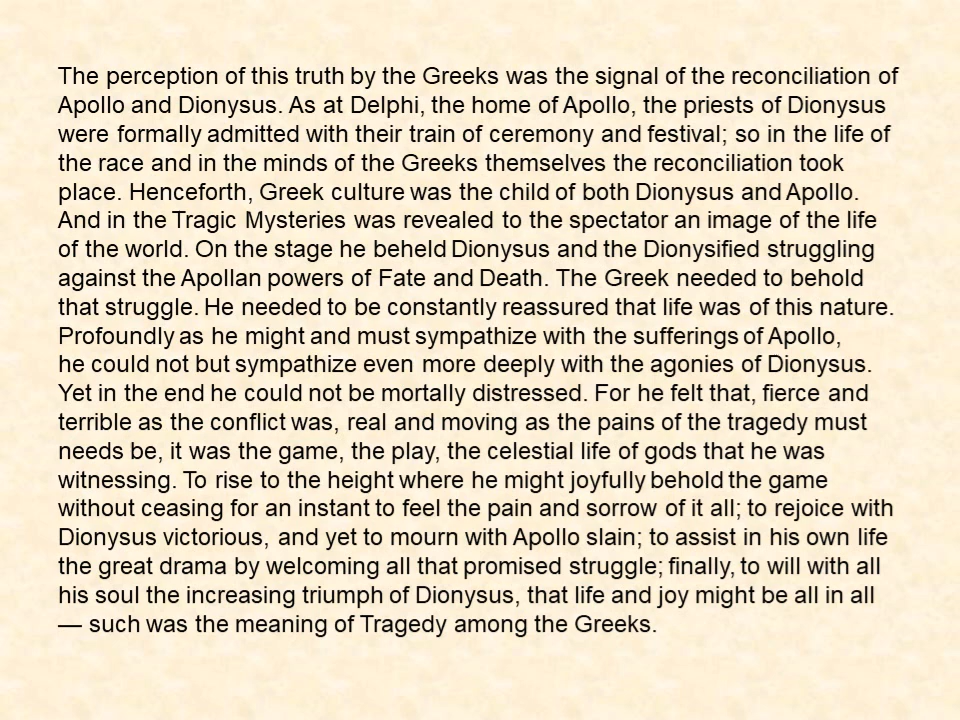 The perception of this truth by the Greeks was the signal of the reconciliation of
Apollo and Dionysus. As at Delphi, the home of Apollo, the priests of Dionysus
were formally admitted with their train of ceremony and festival; so in the life of
the race and in the minds of the Greeks themselves the reconciliation took
place. Henceforth, Greek culture was the child of both Dionysus and Apollo.
And in the Tragic Mysteries was revealed to the spectator an image of the life
of the world. On the stage he beheld Dionysus and the Dionysified struggling
against the Apollan powers of Fate and Death. The Greek needed to behold
that struggle. He needed to be constantly reassured that life was of this nature.
Profoundly as he might and must sympathize with the sufferings of Apollo,
he could not but sympathize even more deeply with the agonies of Dionysus.
Yet in the end he could not be mortally distressed. For he felt that, fierce and
terrible as the conflict was, real and moving as the pains of the tragedy must
needs be, it was the game, the play, the celestial life of gods that he was
witnessing. To rise to the height where he might joyfully behold the game
without ceasing for an instant to feel the pain and sorrow of it all; to rejoice with
Dionysus victorious, and yet to mourn with Apollo slain; to assist in his own life
the great drama by welcoming all that promised struggle; finally, to will with all
his soul the increasing triumph of Dionysus, that life and joy might be all in all
— such was the meaning of Tragedy among the Greeks.